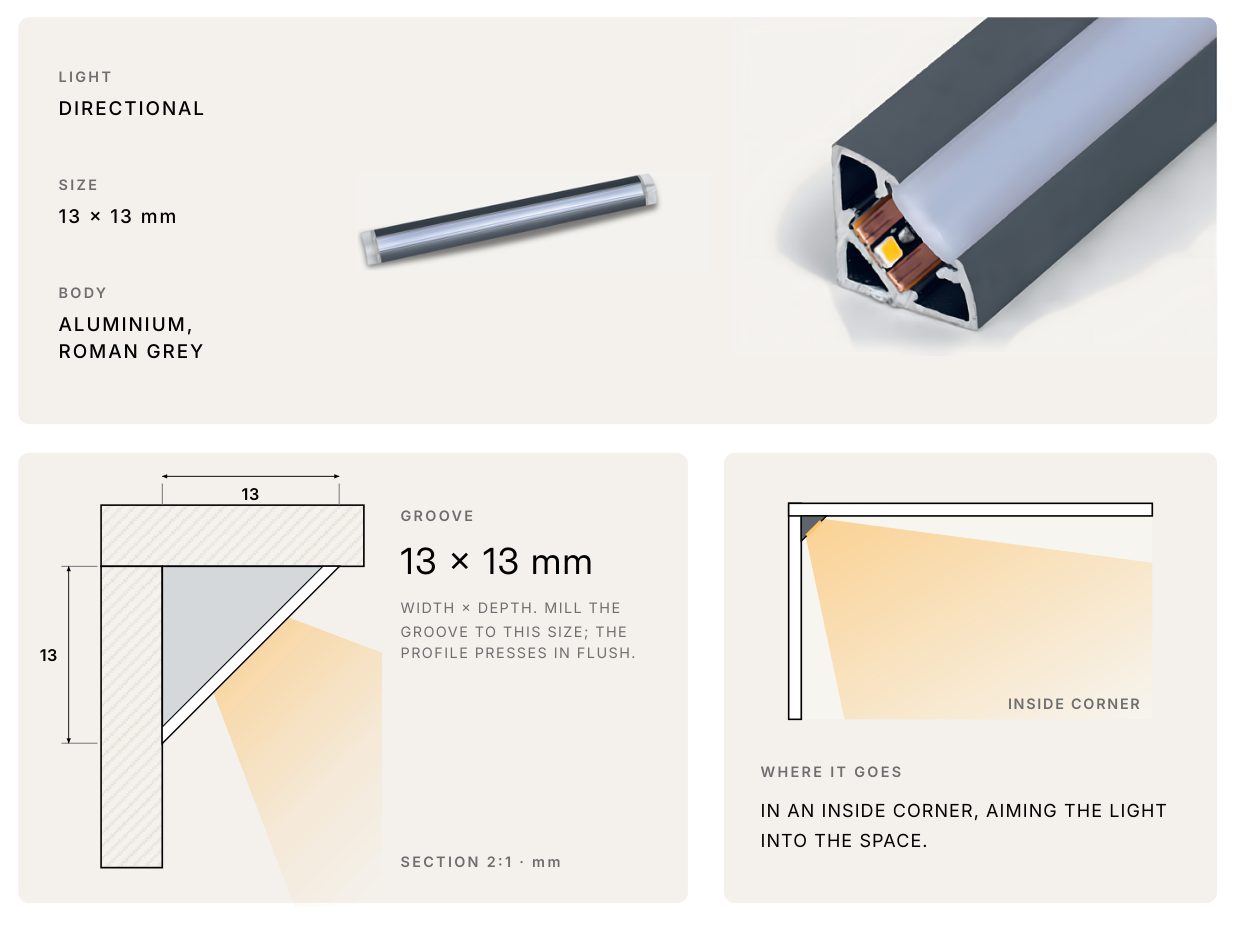 LIGHT
DIRECTIONAL
SIZE
13 × 13 mm
BODY
ALUMINIUM,
ROMAN GREY
13
13
GROOVE
13 × 13 mm
WIDTH × DEPTH. MILL THE
GROOVE TO THIS SIZE; THE
PROFILE PRESSES IN FLUSH.
SECTION 2:1 · mm
INSIDE CORNER
WHERE IT GOES
IN AN INSIDE CORNER, AIMING THE LIGHT
INTO THE SPACE.